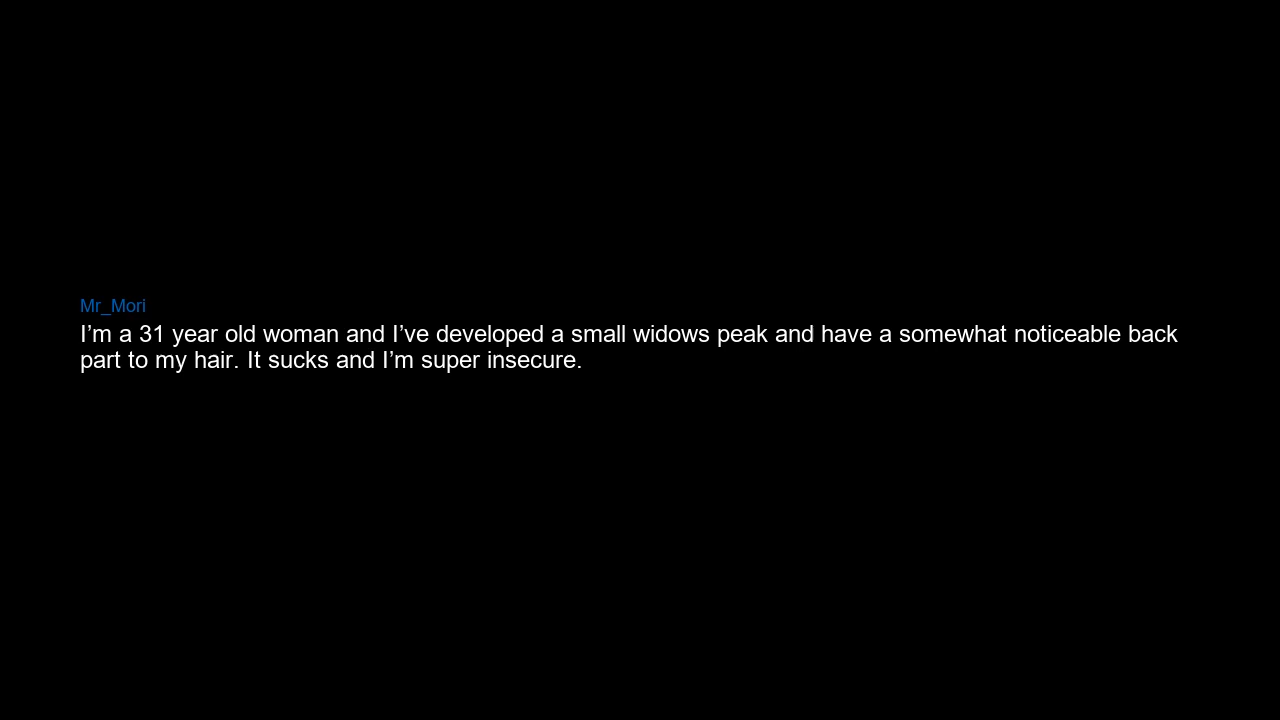 Mr_Mori
I’m a 31 year old woman and I’ve developed a small widows peak and have a somewhat noticeable back
part to my hair. It sucks and I’m super insecure.